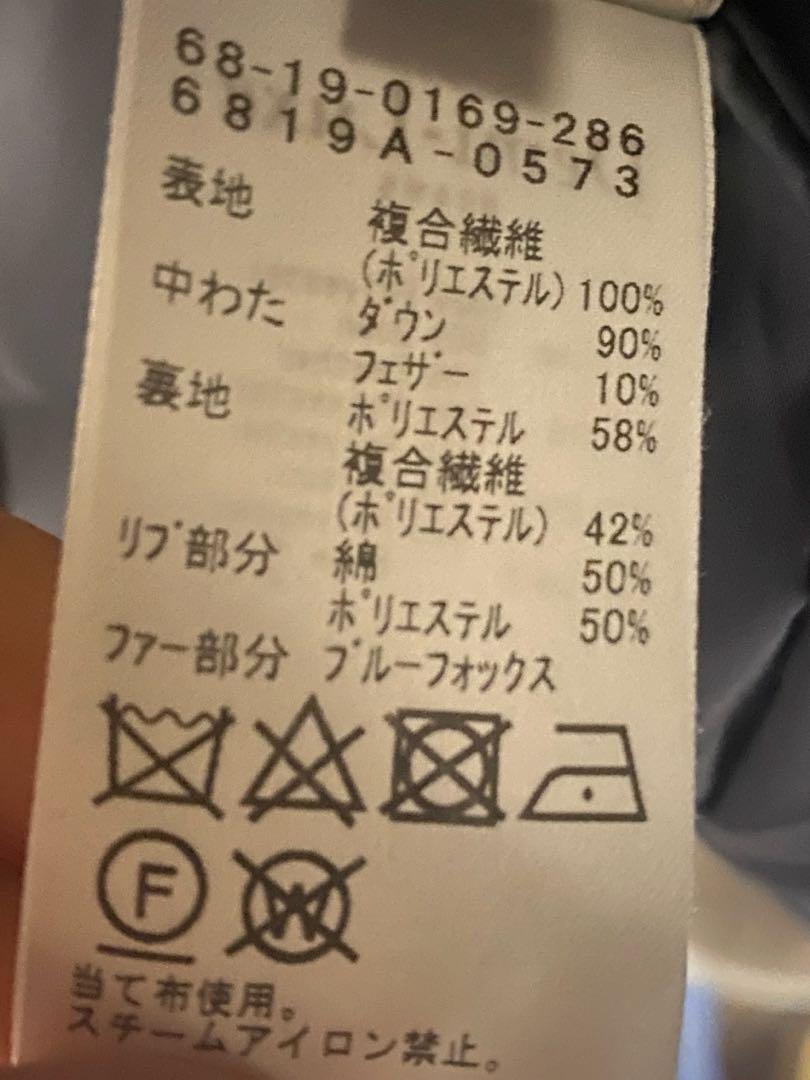 68-19-0169-286
6819A-0573
表地 複合繊維
(ポリエステル) 100%
中わた ダウン 90%
フェザー 10%
裏地 ポリエステル 58%
複合繊維
(ポリエステル) 42%
リブ部分 綿 50%
ポリエステル 50%
ファー部分 ブルーフォックス
F W
当て布使用。
スチームアイロン禁止。